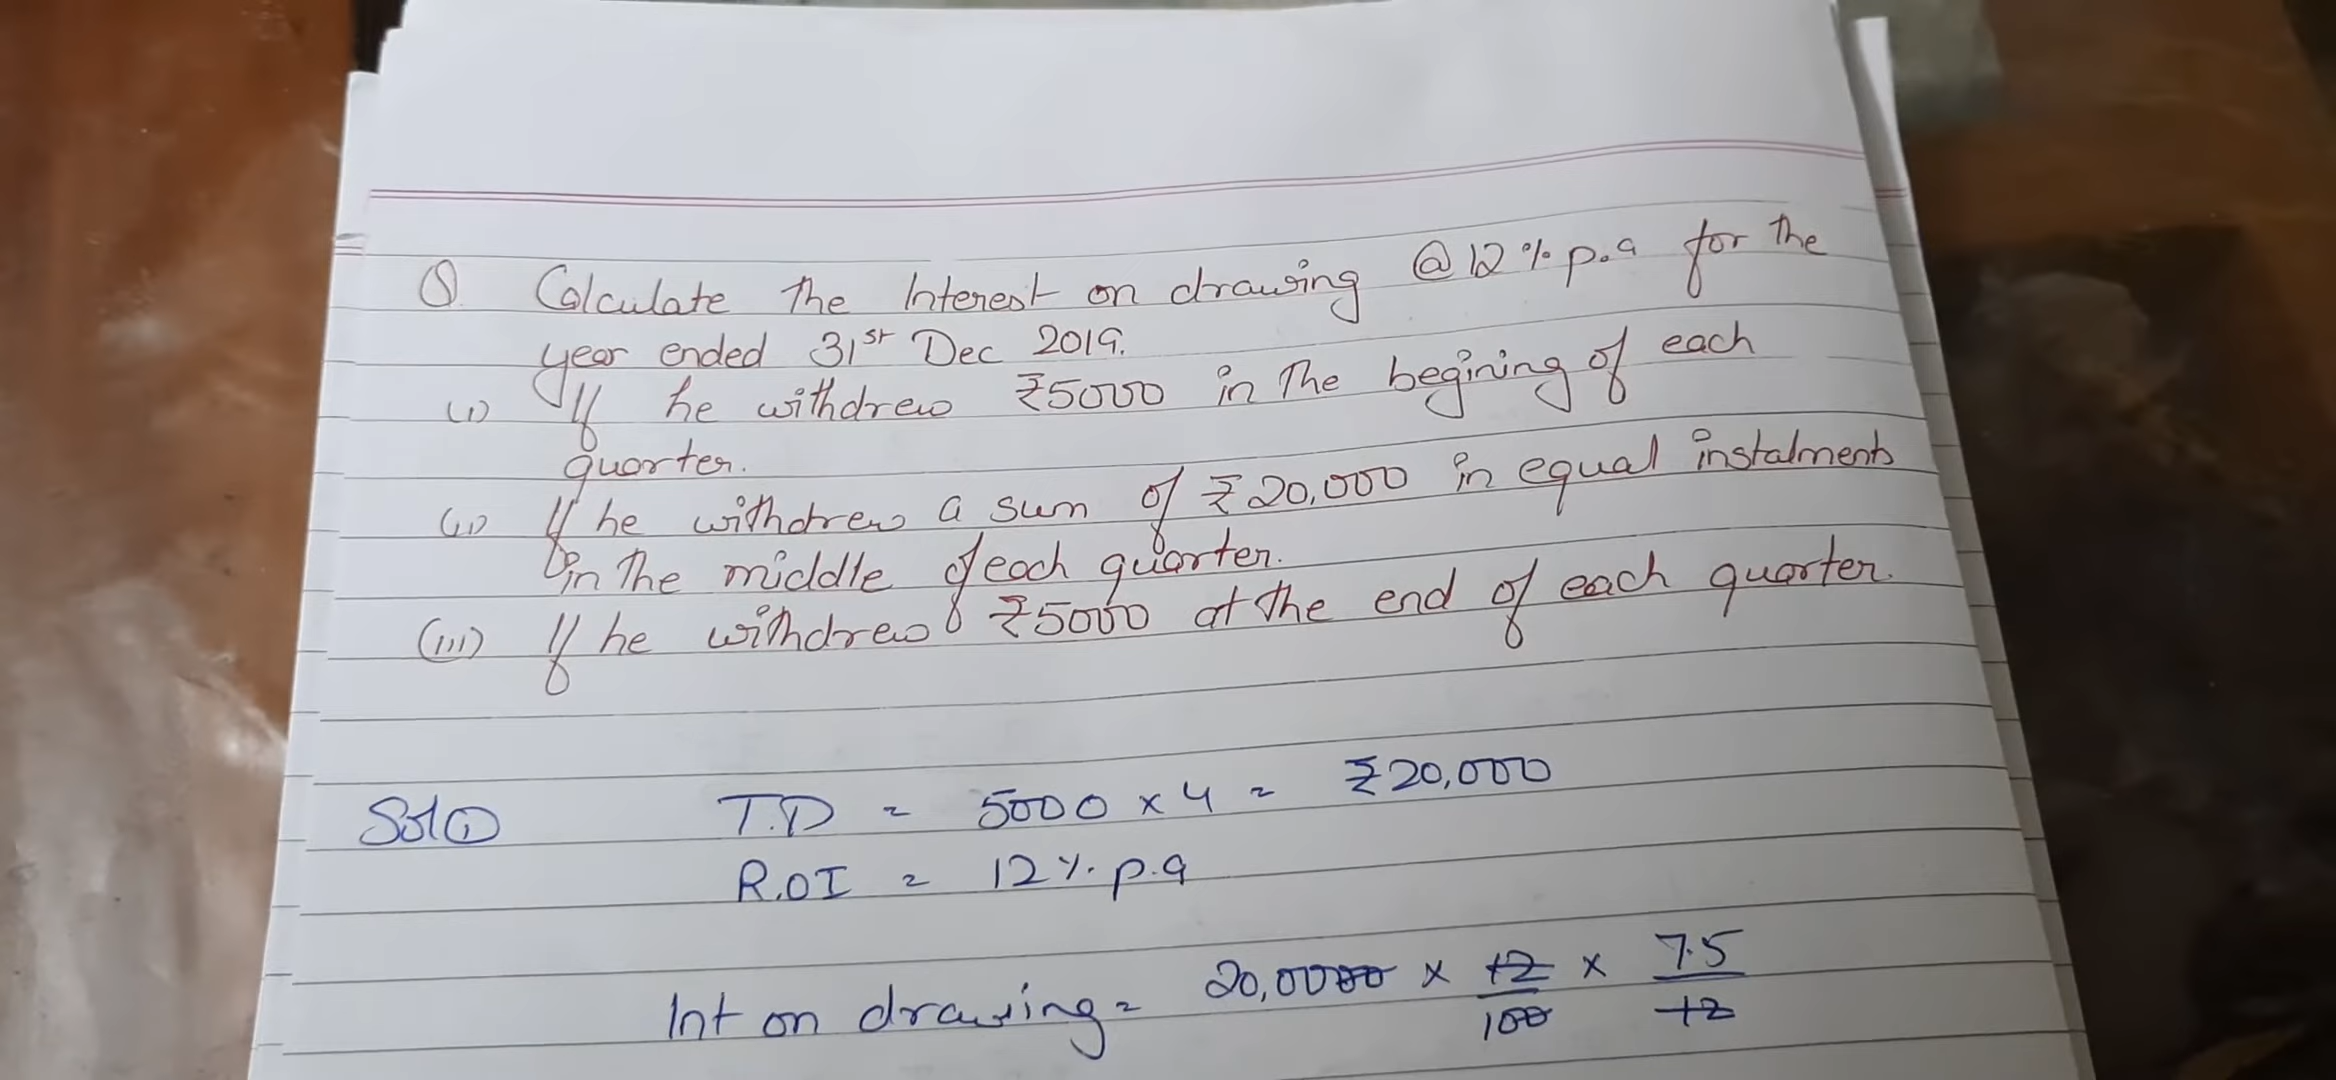 Q. Calculate the Interest on drawing @ 12% p.a for the
year ended 31st Dec 2019.
(i) If he withdrew ₹5000 in the begining of each
quarter.
(ii) If he withdrew a sum of ₹20,000 in equal instalments
in the middle of each quarter.
(iii) If he withdrew ₹5000 at the end of each quarter.
Sol(i) T.D = 5000 x 4 = ₹20,000
R.OI = 12%. p.a
Int on drawing = 20,000 x 12/100 x 7.5/12